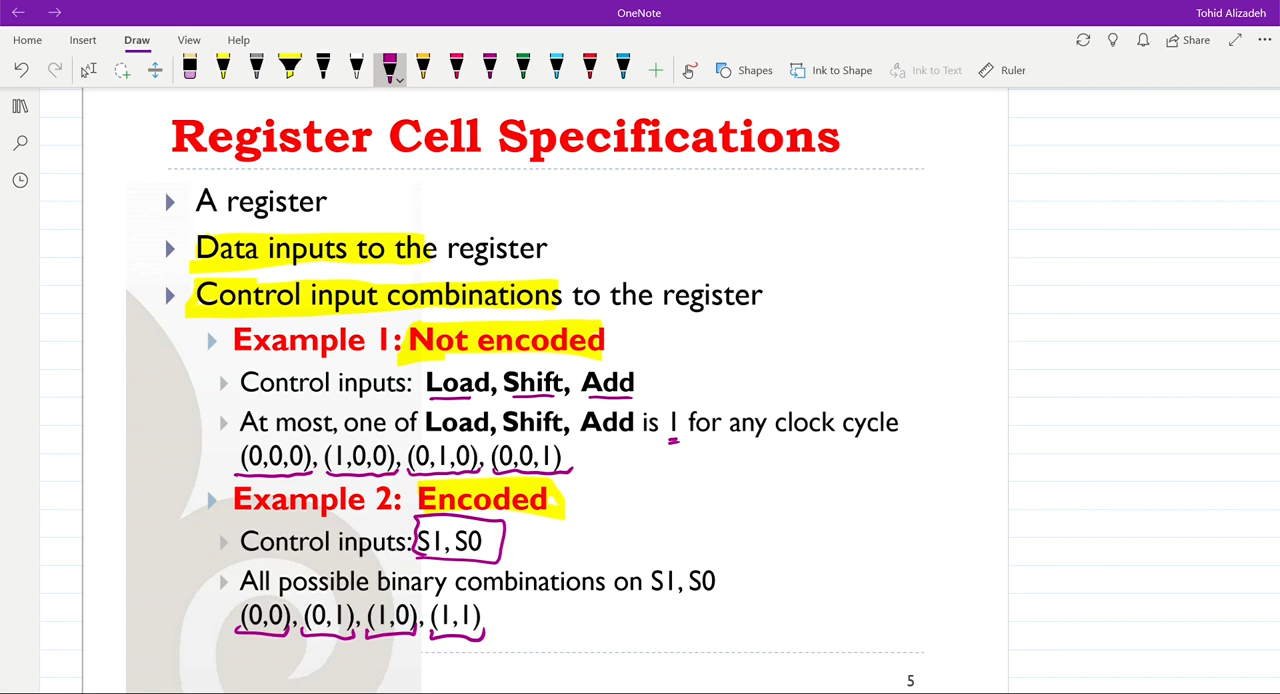 OneNote
Tohid Alizadeh
Home Insert Draw View Help
Share
Shapes Ink to Shape Ink to Text Ruler
Register Cell Specifications
A register
Data inputs to the register
Control input combinations to the register
Example 1: Not encoded
Control inputs: Load, Shift, Add
At most, one of Load, Shift, Add is 1 for any clock cycle
(0,0,0), (1,0,0), (0,1,0), (0,0,1)
Example 2: Encoded
Control inputs: S1, S0
All possible binary combinations on S1, S0
(0,0), (0,1), (1,0), (1,1)
5